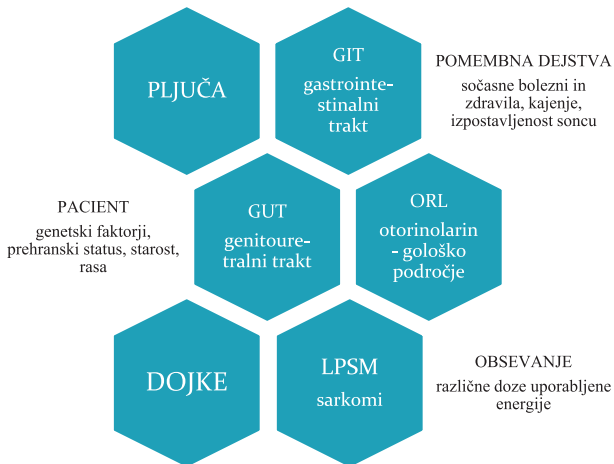 PLJUČA
GIT
gastrointe-
stinalni
trakt
POMEMBNA DEJSTVA
sočasne bolezni in
zdravila, kajenje,
izpostavljenost soncu
PACIENT
genetski faktorji,
prehranski status, starost,
rasa
GUT
genitoure-
tralni trakt
ORL
otorinolarin
- gološko
področje
DOJKE
LPSM
sarkomi
OBSEVANJE
različne doze uporabljene
energije